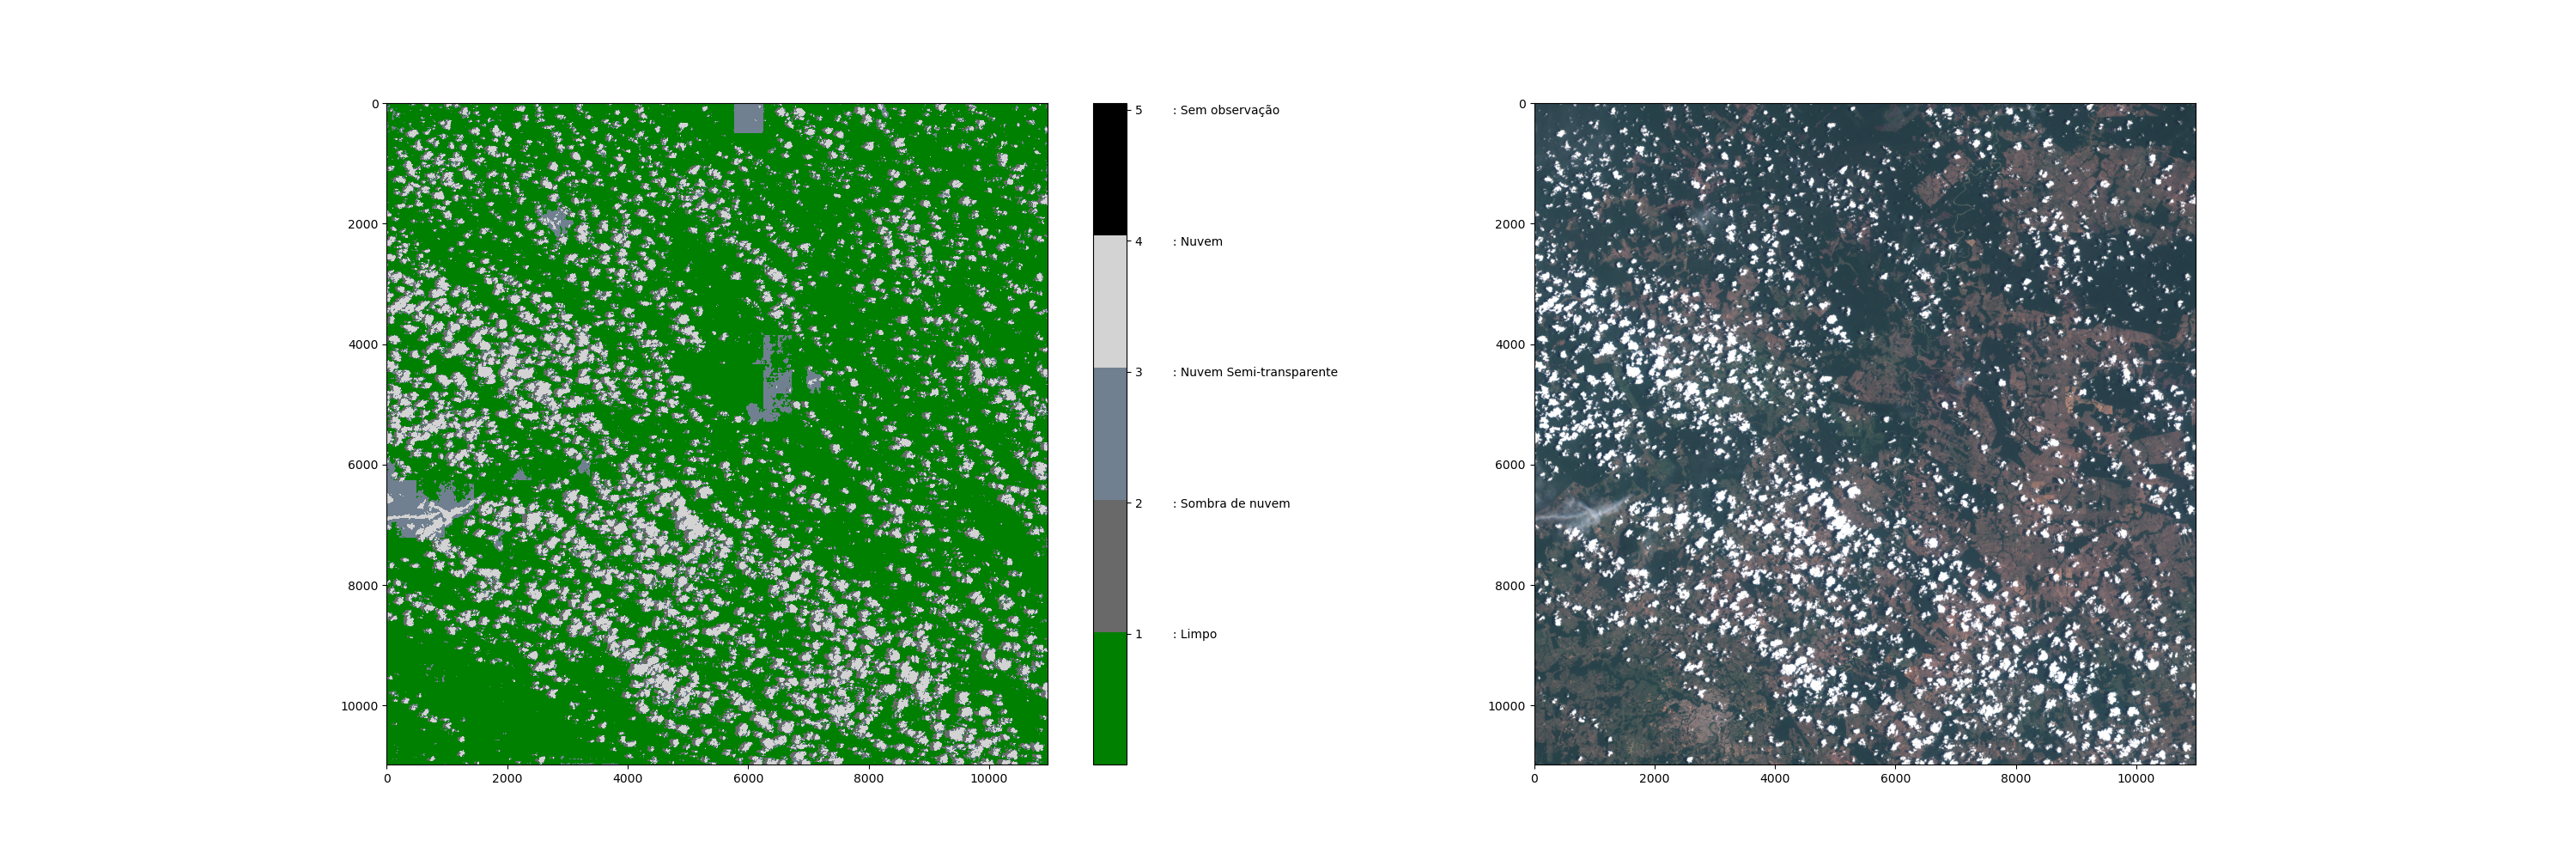 0
2000
4000
6000
8000
10000
0 2000 4000 6000 8000 10000
5 : Sem observação
4 : Nuvem
3 : Nuvem Semi-transparente
2 : Sombra de nuvem
1 : Limpo
0
2000
4000
6000
8000
10000
0 2000 4000 6000 8000 10000